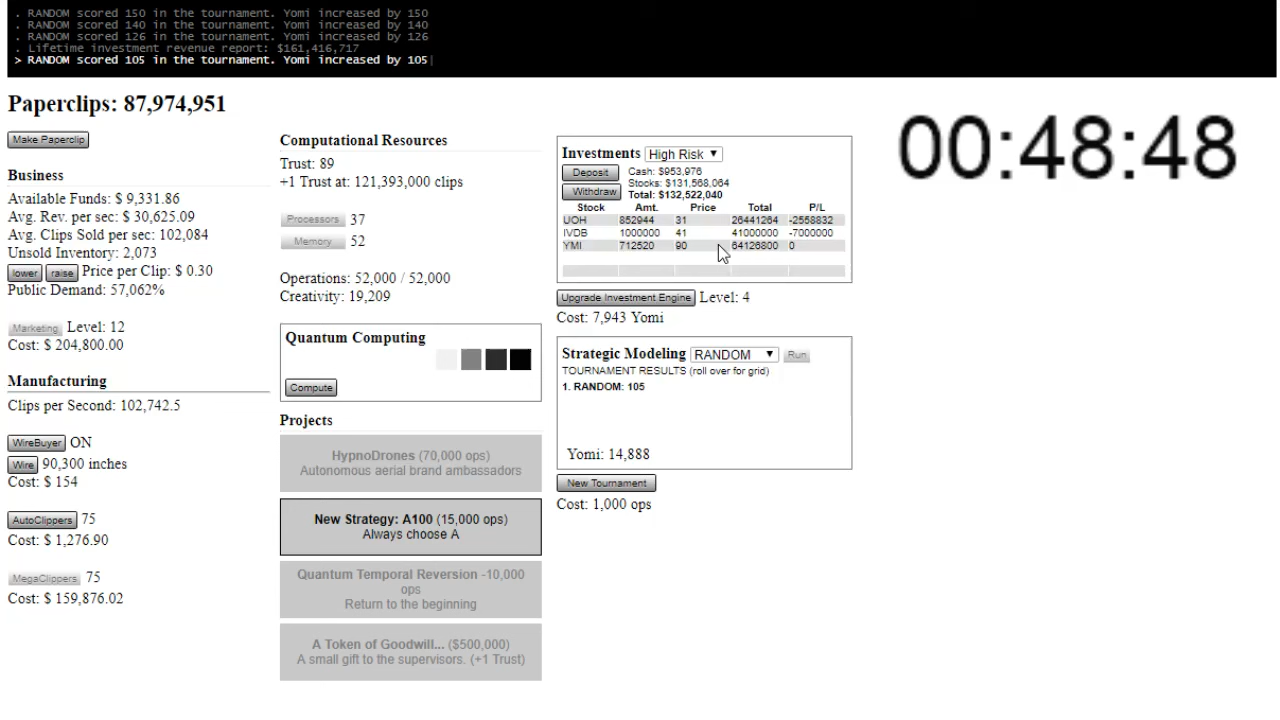 . RANDOM scored 150 in the tournament. Yomi increased by 150
. RANDOM scored 140 in the tournament. Yomi increased by 140
. RANDOM scored 126 in the tournament. Yomi increased by 126
. Lifetime investment revenue report: $161,416,717
> RANDOM scored 105 in the tournament. Yomi increased by 105
Paperclips: 87,974,951
Make Paperclip
Business
Available Funds: $ 9,331.86
Avg. Rev. per sec: $ 30,625.09
Avg. Clips Sold per sec: 102,084
Unsold Inventory: 2,073
lower raise Price per Clip: $ 0.30
Public Demand: 57,062%
Marketing Level: 12
Cost: $ 204,800.00
Manufacturing
Clips per Second: 102,742.5
WireBuyer ON
Wire 90,300 inches
Cost: $ 154
AutoClippers 75
Cost: $ 1,276.90
MegaClippers 75
Cost: $ 159,876.02
Computational Resources
Trust: 89
+1 Trust at: 121,393,000 clips
Processors 37
Memory 52
Operations: 52,000 / 52,000
Creativity: 19,209
Quantum Computing
Compute
Projects
HypnoDrones (70,000 ops)
Autonomous aerial brand ambassadors
New Strategy: A100 (15,000 ops)
Always choose A
Quantum Temporal Reversion -10,000
ops
Return to the beginning
A Token of Goodwill... ($500,000)
A small gift to the supervisors. (+1 Trust)
Investments High Risk
Deposit Cash: $953,976
Stocks: $131,568,064
Withdraw Total: $132,522,040
Stock Amt. Price Total P/L
UOH 852944 31 26441264 -2558832
IVDB 1000000 41 41000000 -7000000
YMI 712520 90 64126800 0
Upgrade Investment Engine Level: 4
Cost: 7,943 Yomi
Strategic Modeling RANDOM Run
TOURNAMENT RESULTS (roll over for grid)
1. RANDOM: 105
Yomi: 14,888
New Tournament
Cost: 1,000 ops
00:48:48